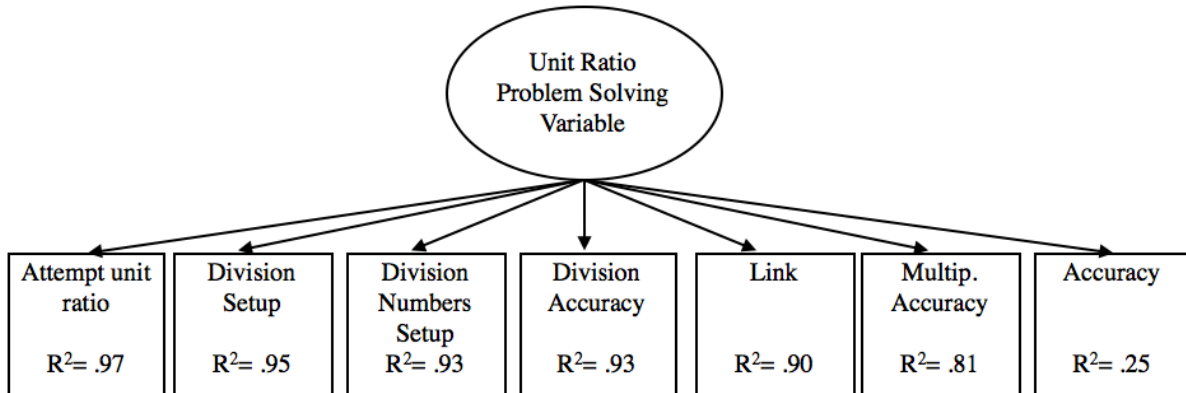 Unit Ratio
Problem Solving
Variable
Attempt unit
ratio
R²= .97
Division
Setup
R²= .95
Division
Numbers
Setup
R²= .93
Division
Accuracy
R²= .93
Link
R²= .90
Multip.
Accuracy
R²= .81
Accuracy
R²= .25